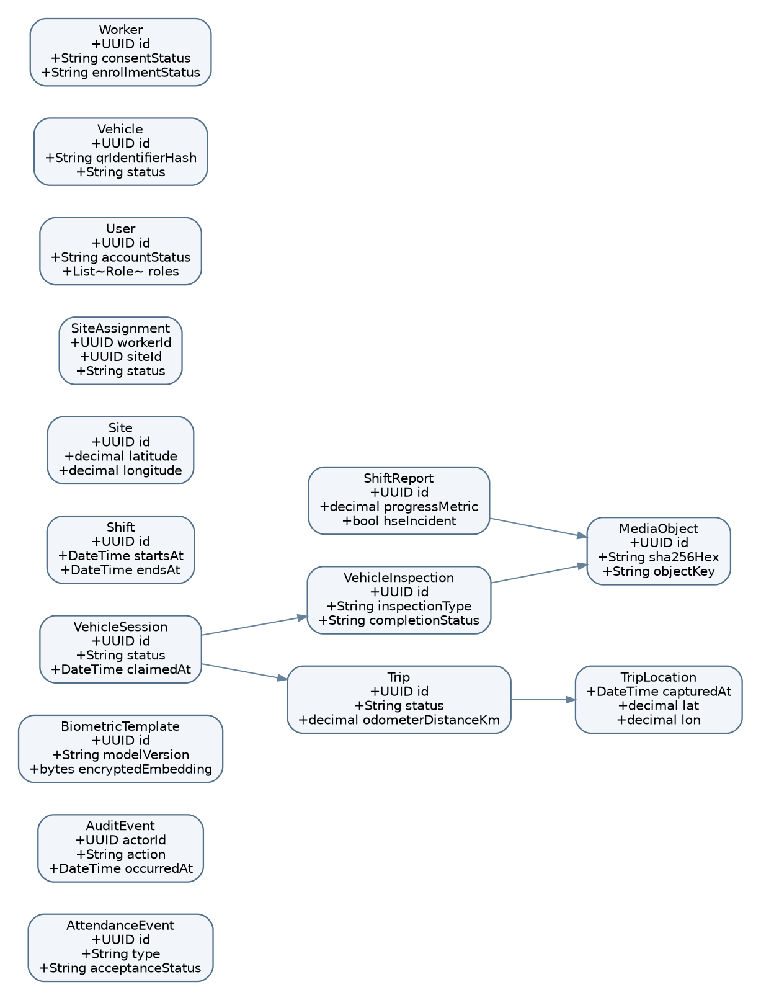 Worker
+UUID id
+String consentStatus
+String enrollmentStatus
Vehicle
+UUID id
+String qrIdentifierHash
+String status
User
+UUID id
+String accountStatus
+List~Role~ roles
SiteAssignment
+UUID workerId
+UUID siteId
+String status
Site
+UUID id
+decimal latitude
+decimal longitude
Shift
+UUID id
+DateTime startsAt
+DateTime endsAt
VehicleSession
+UUID id
+String status
+DateTime claimedAt
BiometricTemplate
+UUID id
+String modelVersion
+bytes encryptedEmbedding
AuditEvent
+UUID actorId
+String action
+DateTime occurredAt
AttendanceEvent
+UUID id
+String type
+String acceptanceStatus
ShiftReport
+UUID id
+decimal progressMetric
+bool hseIncident
VehicleInspection
+UUID id
+String inspectionType
+String completionStatus
Trip
+UUID id
+String status
+decimal odometerDistanceKm
MediaObject
+UUID id
+String sha256Hex
+String objectKey
TripLocation
+DateTime capturedAt
+decimal lat
+decimal lon